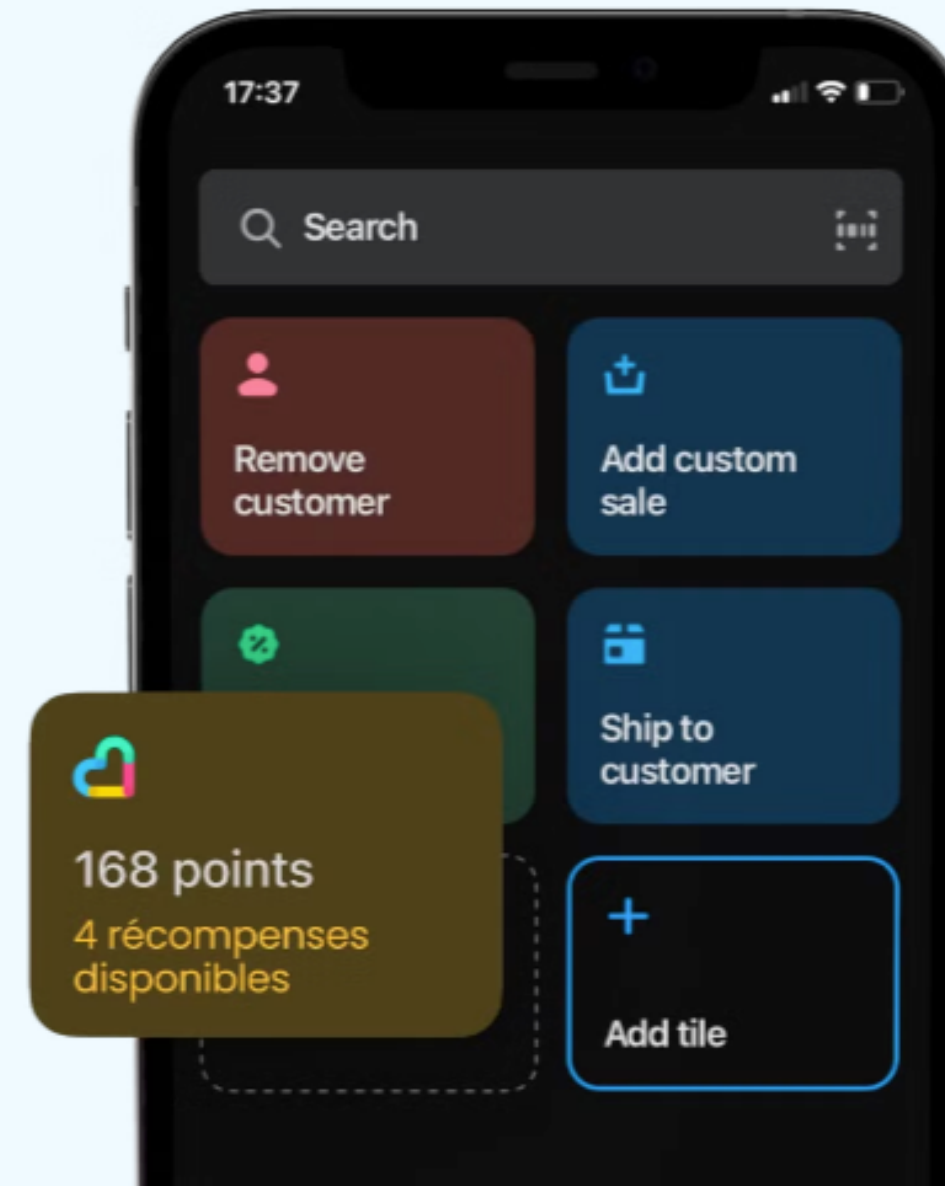 17:37
Search
Remove
customer
Add custom
sale
Ship to
customer
168 points
4 récompenses
disponibles
Add tile